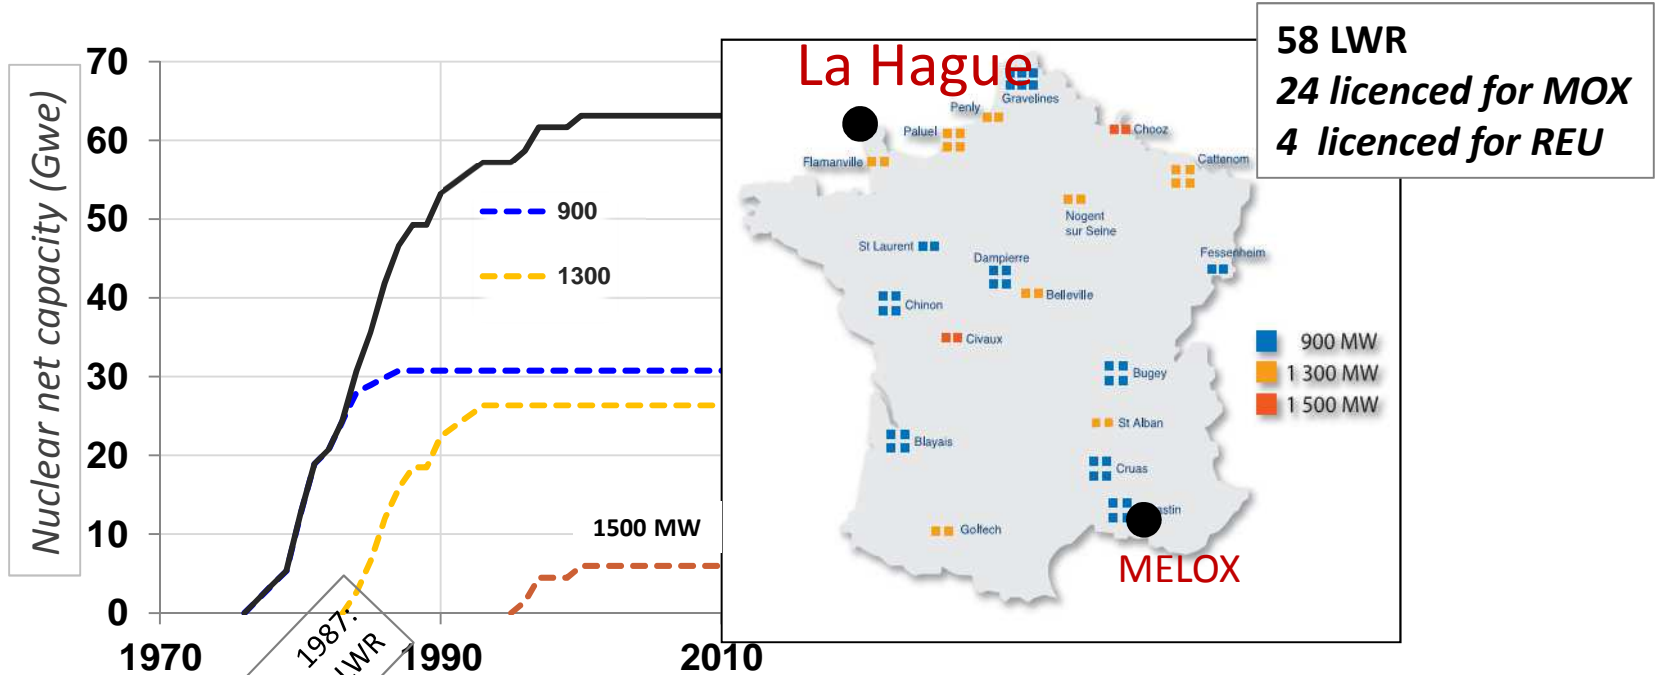 58 LWR
24 licenced for MOX
4 licenced for REU
Nuclear net capacity (Gwe)
70
60
50
40
30
20
10
0
1970
1990
2010
900
1300
1500 MW
1987:
LWR
La Hague
Gravelines
Penly
Paluel
Chooz
Flamanville
Cattenom
Nogent
sur Seine
St Laurent
Dampierre
Fessenheim
Belleville
Chinon
Civaux
900 MW
1 300 MW
1 500 MW
Bugey
St Alban
Blayais
Cruas
Golfech
MELOX